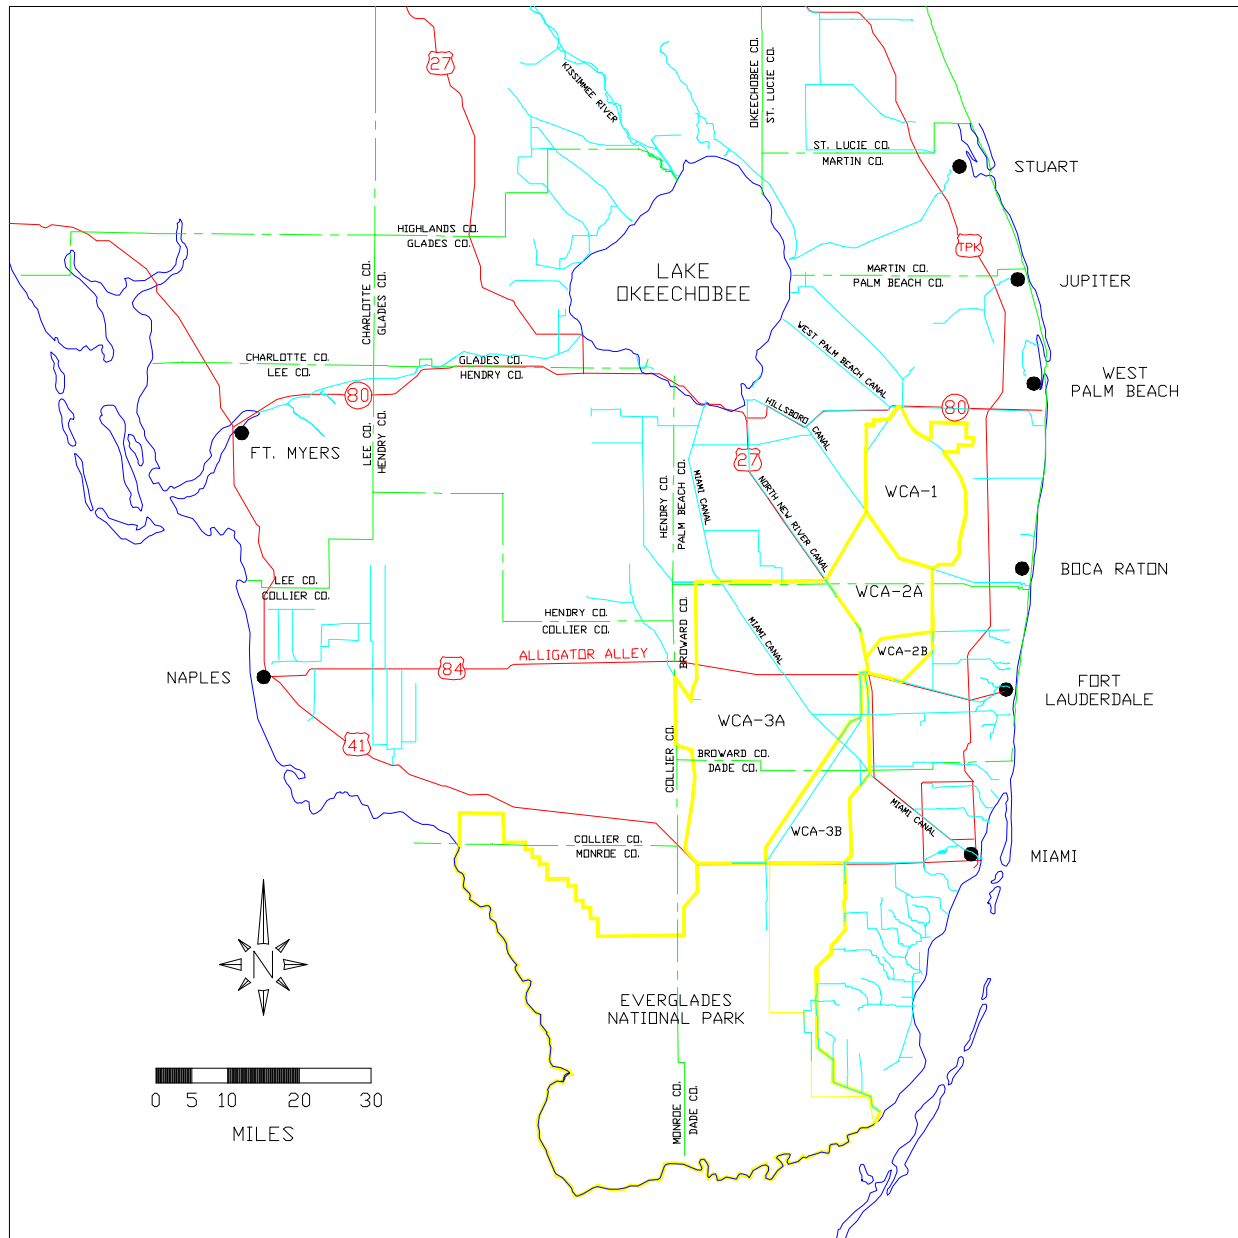 27
KISSIMMEE RIVER
OKEECHOBEE CO.
ST. LUCIE CO.
ST. LUCIE CO.
MARTIN CO.
STUART
HIGHLANDS CO.
GLADES CO.
TPK
LAKE
OKEECHOBEE
MARTIN CO.
PALM BEACH CO.
JUPITER
CHARLOTTE CO.
GLADES CO.
WEST PALM BEACH CANAL
CHARLOTTE CO.
LEE CO.
GLADES CO.
HENDRY CO.
WEST
PALM BEACH
80
80
HILLSBORO CANAL
FT. MYERS
LEE CO.
HENDRY CO.
27
HENDRY CO.
PALM BEACH CO.
MIAMI CANAL
NORTH NEW RIVER CANAL
WCA-1
LEE CO.
COLLIER CO.
BOCA RATON
WCA-2A
HENDRY CO.
COLLIER CO.
BROWARD CO.
MIAMI CANAL
WCA-2B
ALLIGATOR ALLEY
84
NAPLES
FORT
LAUDERDALE
WCA-3A
41
COLLIER CO.
BROWARD CO.
DADE CO.
MIAMI CANAL
WCA-3B
COLLIER CO.
MONROE CO.
MIAMI
N
EVERGLADES
NATIONAL PARK
MONROE CO.
DADE CO.
0 5 10 20 30
MILES